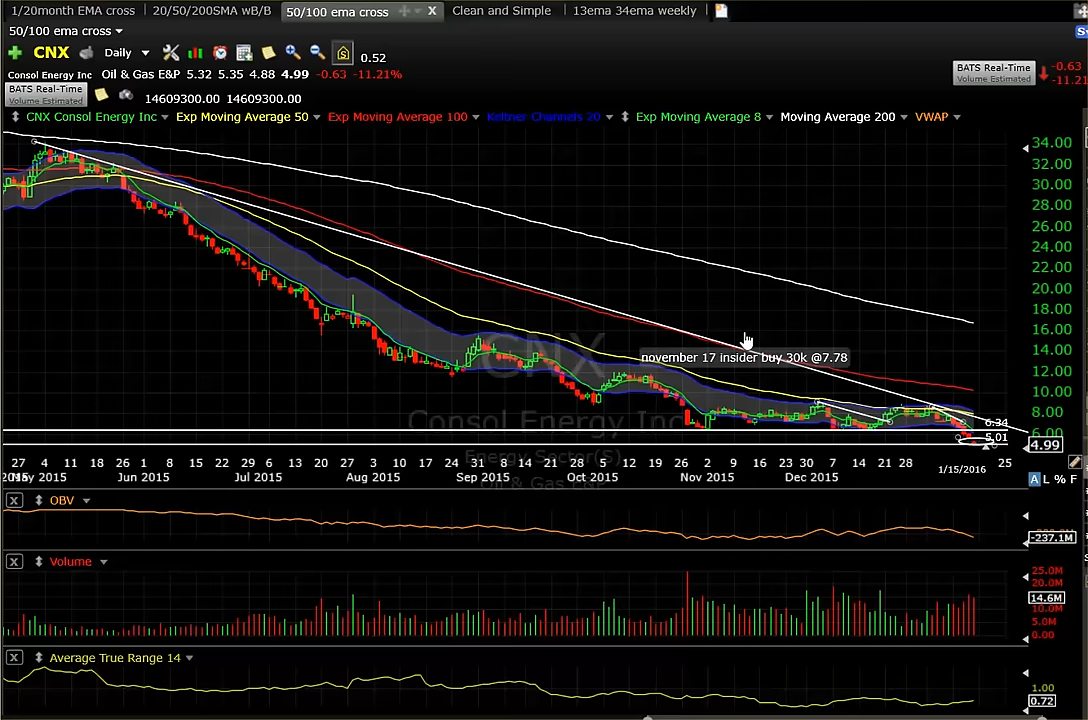 1/20month EMA cross 20/50/200SMA wB/B 50/100 ema cross X Clean and Simple 13ema 34ema weekly
50/100 ema cross
CNX Daily 0.52
Consol Energy Inc Oil & Gas E&P 5.32 5.35 4.88 4.99 -0.63 -11.21%
BATS Real-Time
Volume Estimated
14609300.00 14609300.00
BATS Real-Time
Volume Estimated
-0.63
-11.21
CNX Consol Energy Inc Exp Moving Average 50 Exp Moving Average 100 Keltner Channels 20 Exp Moving Average 8 Moving Average 200 VWAP
34.00
32.00
30.00
28.00
26.00
24.00
22.00
20.00
18.00
16.00
14.00
12.00
10.00
8.00
6.00
4.99
CNX
november 17 insider buy 30k @7.78
Consol Energy Inc
6.34
5.01
Energy Sector(S)
Oil & Gas E&P
27 4 11 18 26 1 8 15 22 29 6 13 20 27 3 10 17 24 31 8 14 21 28 5 12 19 26 2 9 16 23 30 7 14 21 28 1/15/2016 25
May 2015 Jun 2015 Jul 2015 Aug 2015 Sep 2015 Oct 2015 Nov 2015 Dec 2015
A L % F
X OBV
-237.1M
X Volume
25.0M
20.0M
14.6M
10.0M
5.0M
0.00
X Average True Range 14
1.00
0.72